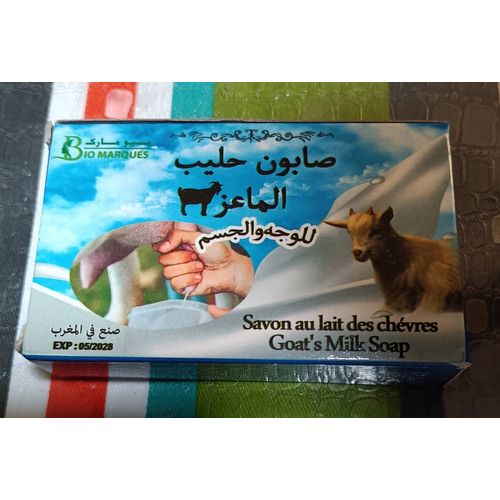 بيو مارك
BIO MARQUES
صابون حليب
الماعز
للوجه والجسم
صنع في المغرب
EXP : 05/2028
Savon au lait des chévres
Goat's Milk Soap